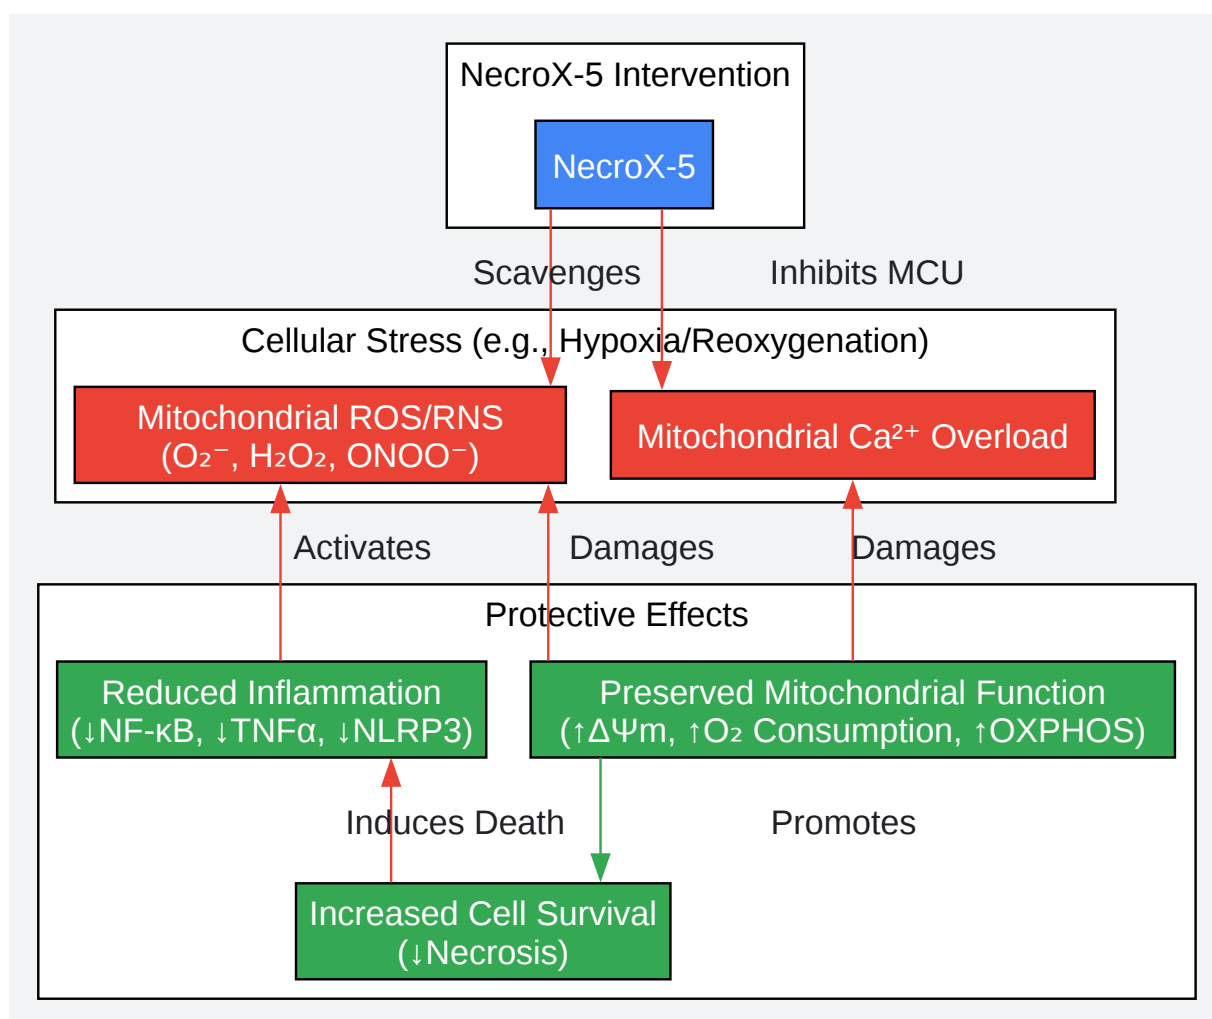 NecroX-5 Intervention
NecroX-5
Scavenges
Inhibits MCU
Cellular Stress (e.g., Hypoxia/Reoxygenation)
Mitochondrial ROS/RNS
(O₂⁻, H₂O₂, ONOO⁻)
Mitochondrial Ca²⁺ Overload
Activates
Damages
Damages
Protective Effects
Reduced Inflammation
(↓NF-κB, ↓TNFα, ↓NLRP3)
Preserved Mitochondrial Function
(↑ΔΨm, ↑O₂ Consumption, ↑OXPHOS)
Induces Death
Promotes
Increased Cell Survival
(↓Necrosis)